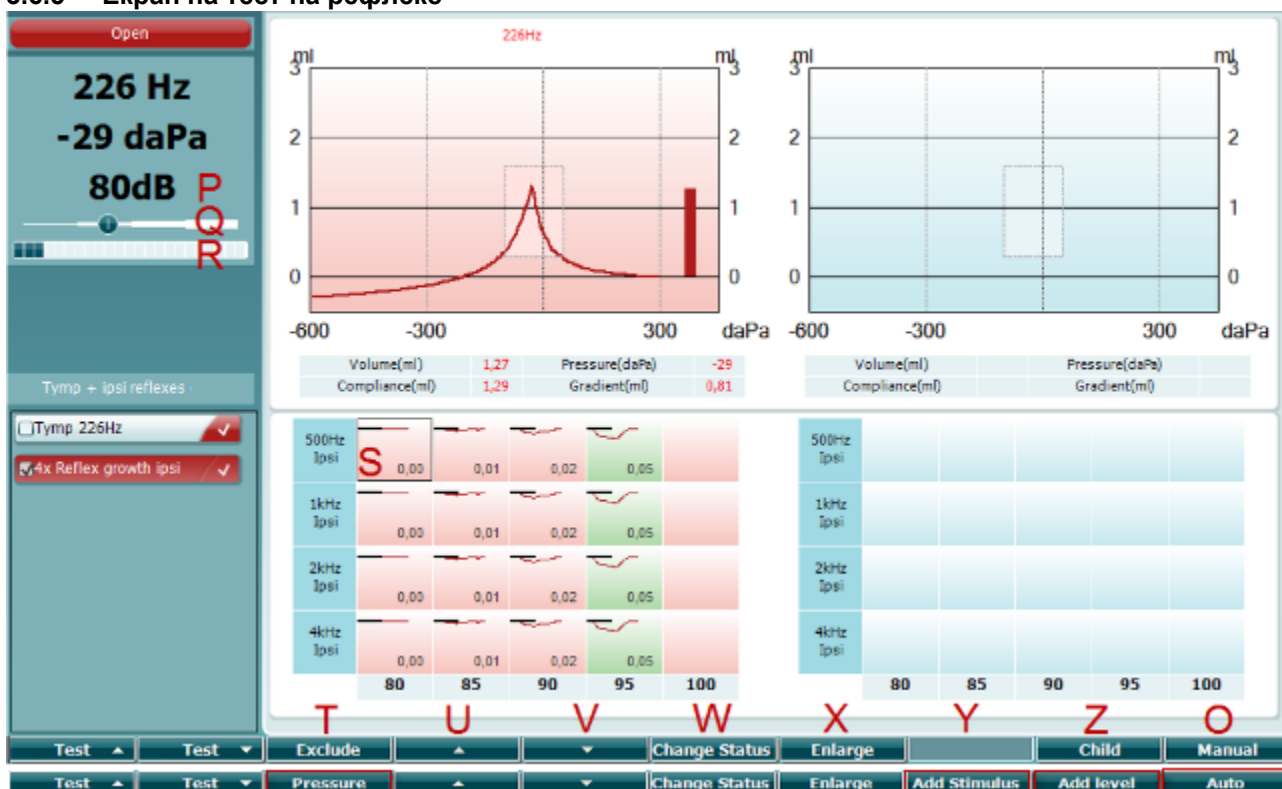 5.6.3 Екран на тест на рефлекс
Open
226 Hz
-29 daPa
80dB P
Q
R
Tymp + ipsi reflexes
Tymp 226Hz
4x Reflex growth ipsi
226Hz
ml ml
3 3
2 2
1 1
0 0
-600 -300 300 daPa
Volume(ml) 1,27 Pressure(daPa) -29
Compliance(ml) 1,29 Gradient(ml) 0,81
ml ml
3 3
2 2
1 1
0 0
-600 -300 300 daPa
Volume(ml) Pressure(daPa)
Compliance(ml) Gradient(ml)
500Hz
Ipsi S 0,00 0,01 0,02 0,05
1kHz
Ipsi 0,00 0,01 0,02 0,05
2kHz
Ipsi 0,00 0,01 0,02 0,05
4kHz
Ipsi 0,00 0,01 0,02 0,05
80 85 90 95 100
500Hz
Ipsi
1kHz
Ipsi
2kHz
Ipsi
4kHz
Ipsi
80 85 90 95 100
T U V W X Y Z O
Test Test Exclude Change Status Enlarge Child Manual
Test Test Pressure Change Status Enlarge Add Stimulus Add level Auto